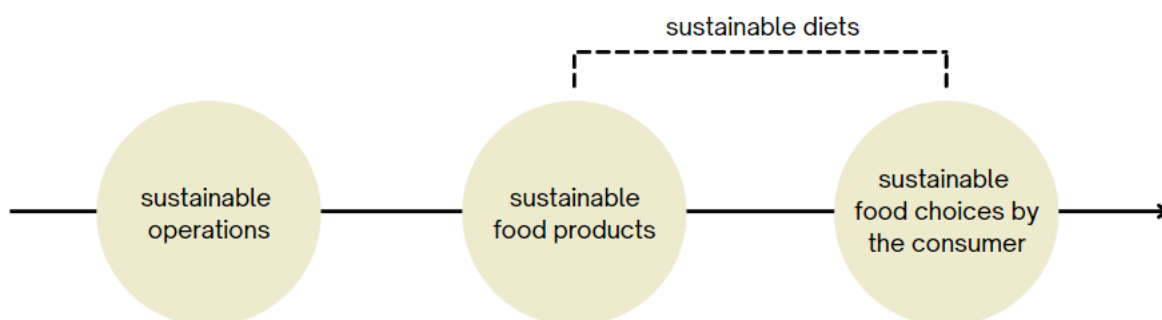 sustainable diets
sustainable
operations
sustainable
food products
sustainable
food choices by
the consumer